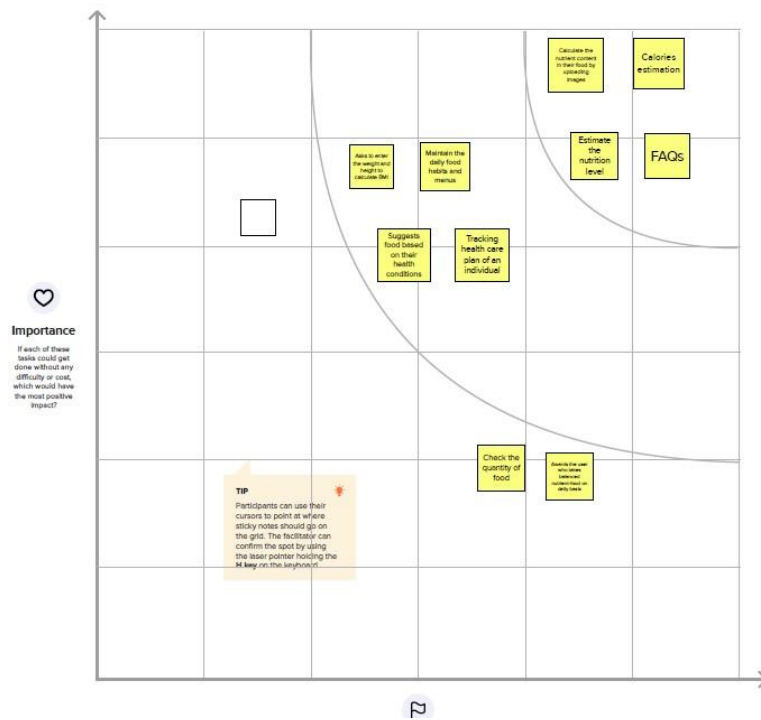 Calculate the
nutrient content
in their food by
uploading
images
Calories
estimation
Estimate
the
nutrition
level
FAQs
Asks to enter
the weight and
height to
calculate BMI
Maintain the
daily food
habits and
menus
Suggests
food based
on their
health
conditions
Tracking
health care
plan of an
individual
Importance
If each of these
tasks could get
done without any
difficulty or cost,
which would have
the most positive
impact?
Check the
quantity of
food
Awards the user
who takes
balanced
nutrient food on
daily basis
TIP
Participants can use their
cursors to point at where
sticky notes should go on
the grid. The facilitator can
confirm the spot by using
the laser pointer holding the
H key on the keyboard.